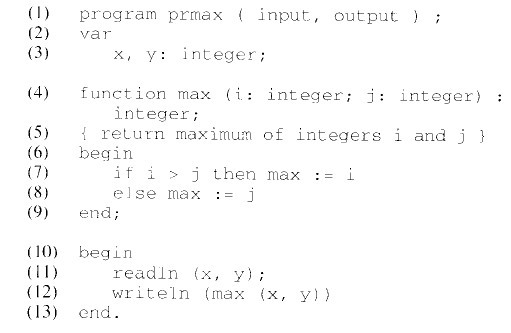 (1) program prmax ( input, output ) ;
(2) var
(3) x, y: integer;
(4) function max (i: integer; j: integer) :
integer;
(5) { return maximum of integers i and j }
(6) begin
(7) if i > j then max := i
(8) else max := j
(9) end;
(10) begin
(11) readln (x, y);
(12) writeln (max (x, y))
(13) end.